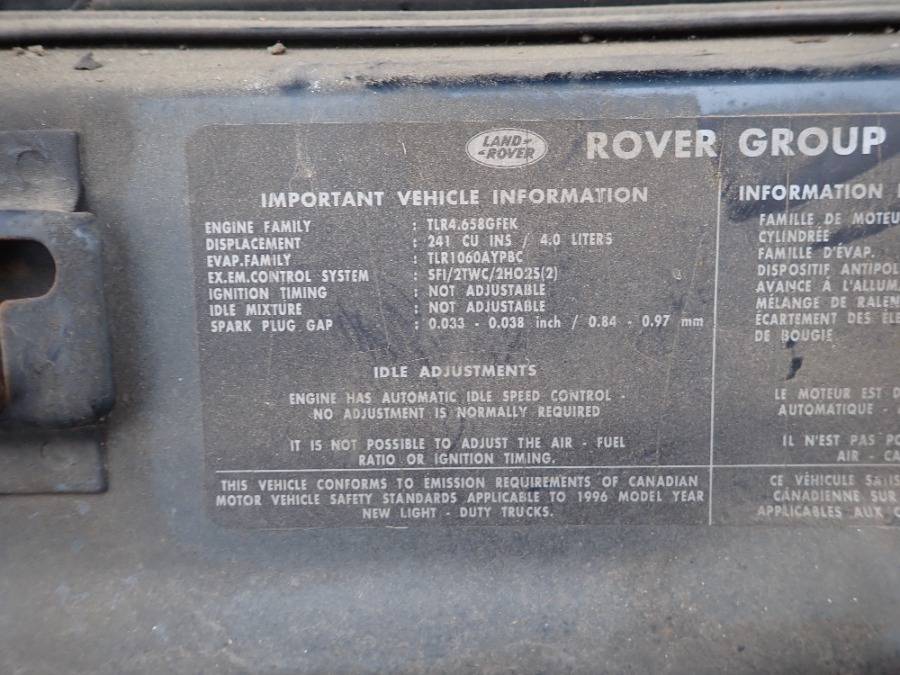 LAND-
-ROVER
ROVER GROUP
IMPORTANT VEHICLE INFORMATION
ENGINE FAMILY : TLR4.658GFEK
DISPLACEMENT : 241 CU INS / 4.0 LITERS
EVAP.FAMILY : TLR1060AYPBC
EX.EM.CONTROL SYSTEM : SFI/2TWC/2HO2S(2)
IGNITION TIMING : NOT ADJUSTABLE
IDLE MIXTURE : NOT ADJUSTABLE
SPARK PLUG GAP : 0.033 - 0.038 inch / 0.84 - 0.97 mm
IDLE ADJUSTMENTS
ENGINE HAS AUTOMATIC IDLE SPEED CONTROL -
NO ADJUSTMENT IS NORMALLY REQUIRED
IT IS NOT POSSIBLE TO ADJUST THE AIR - FUEL
RATIO OR IGNITION TIMING.
THIS VEHICLE CONFORMS TO EMISSION REQUIREMENTS OF CANADIAN
MOTOR VEHICLE SAFETY STANDARDS APPLICABLE TO 1996 MODEL YEAR
NEW LIGHT - DUTY TRUCKS.
INFORMATION
FAMILLE DE MOTEU
CYLINDRÉE
FAMILLE D'ÉVAP.
DISPOSITIF ANTIPOL
AVANCE À L'ALLUM
MÉLANGE DE RALEN
ÉCARTEMENT DES ÉLE
DE BOUGIE
LE MOTEUR EST D
AUTOMATIQUE -
IL N'EST PAS PO
AIR - CA
CE VÉHICULE SATIS
CANADIENNE SUR
APPLICABLES AUX